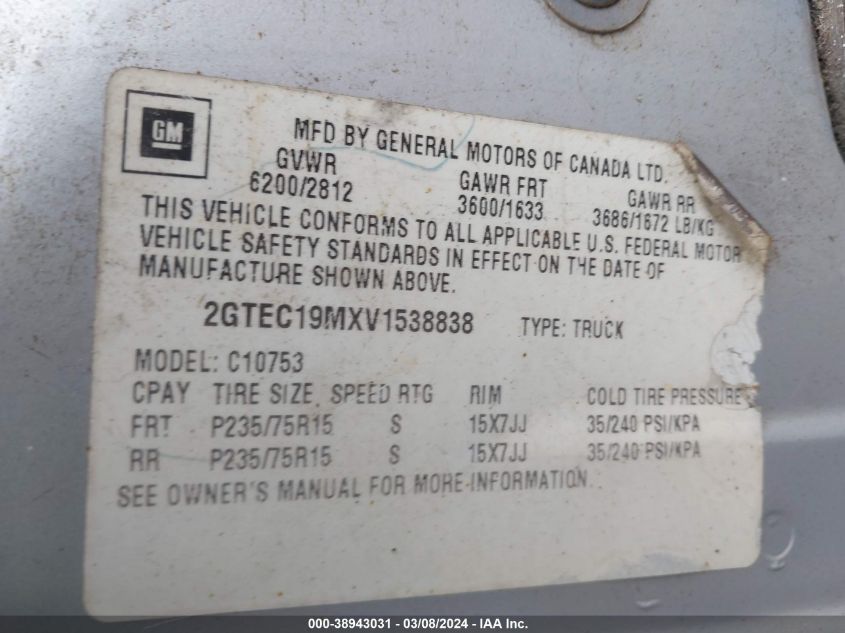 GM
MFD BY GENERAL MOTORS OF CANADA LTD.
GVWR GAWR FRT GAWR RR
6200/2812 3600/1633 3686/1672 LB/KG
THIS VEHICLE CONFORMS TO ALL APPLICABLE U.S. FEDERAL MOTOR
VEHICLE SAFETY STANDARDS IN EFFECT ON THE DATE OF
MANUFACTURE SHOWN ABOVE.
2GTEC19MXV1538838 TYPE: TRUCK
MODEL: C10753
CPAY TIRE SIZE SPEED RTG RIM COLD TIRE PRESSURE
FRT P235/75R15 S 15X7JJ 35/240 PSI/KPA
RR P235/75R15 S 15X7JJ 35/240 PSI/KPA
SEE OWNER'S MANUAL FOR MORE INFORMATION.
000-38943031 - 03/08/2024 - IAA Inc.